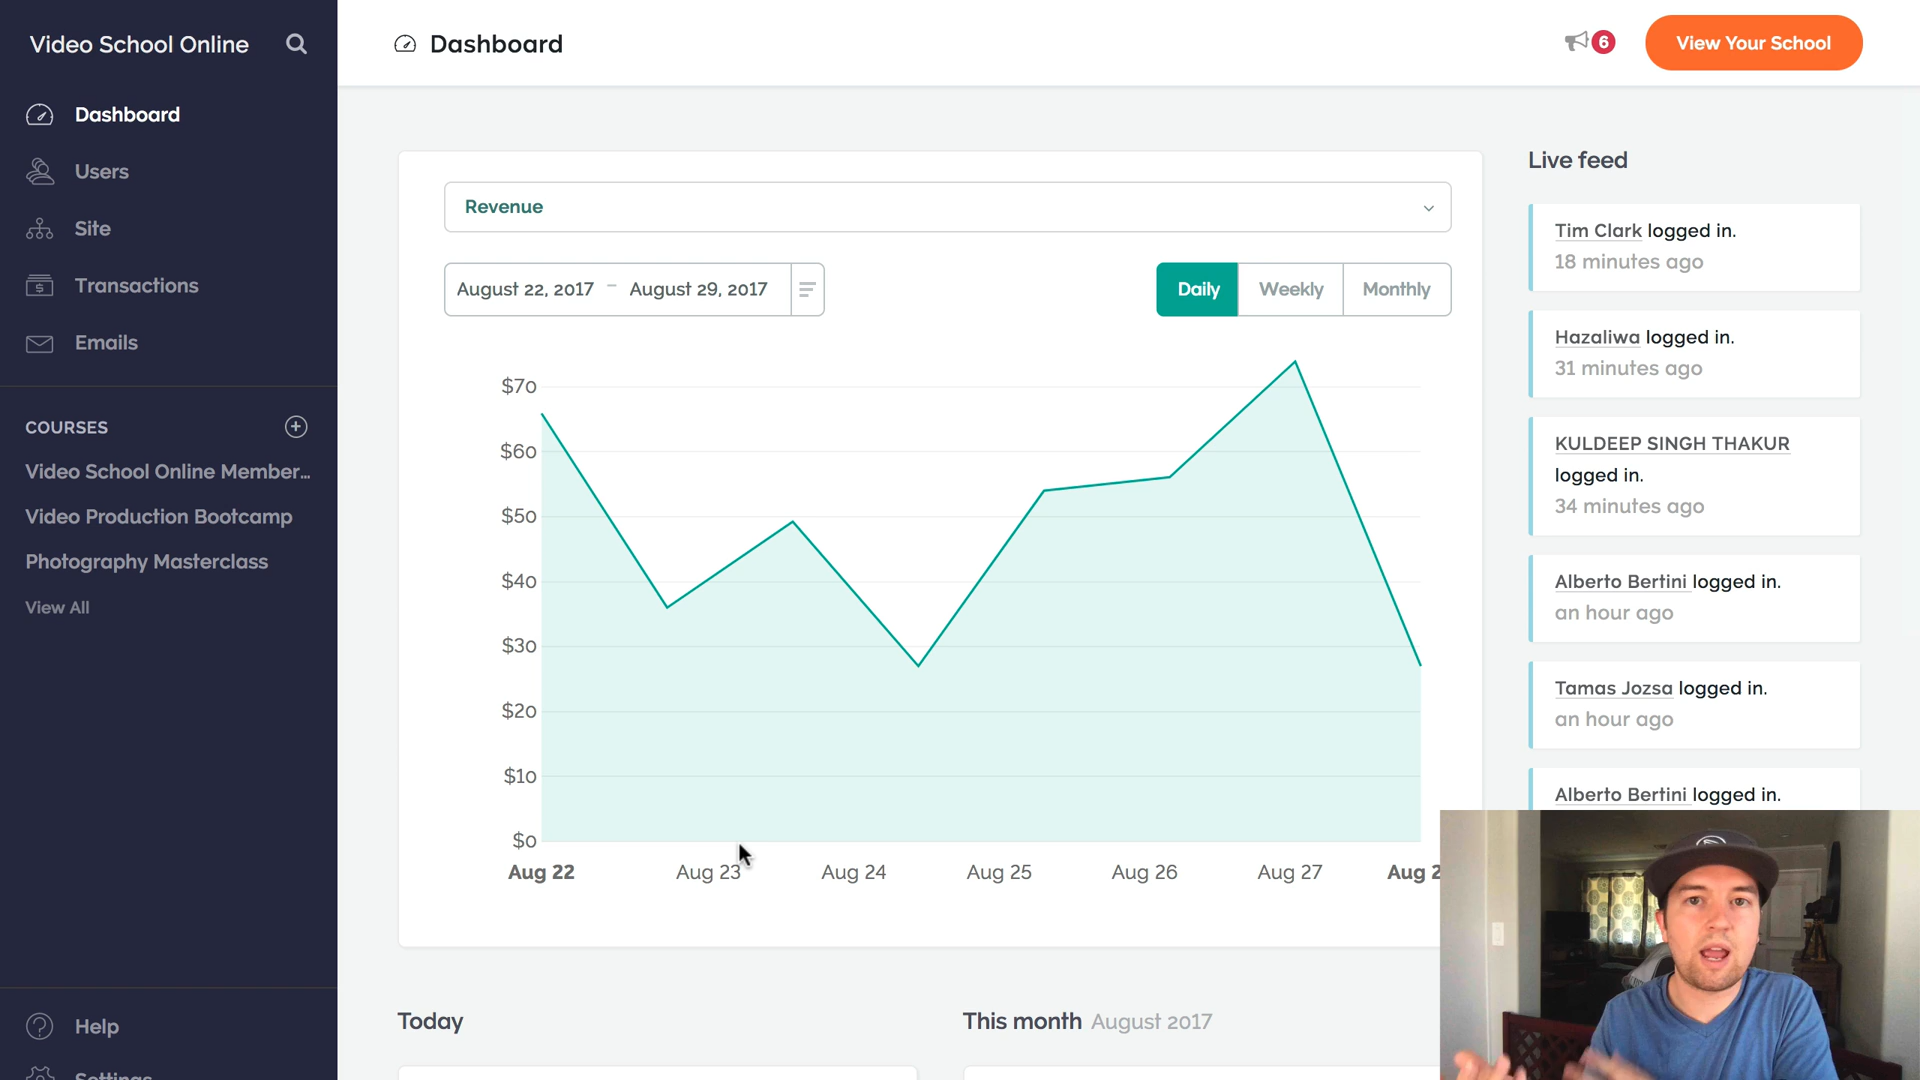 Video School Online
Dashboard
Users
Site
Transactions
Emails
COURSES
Video School Online Member...
Video Production Bootcamp
Photography Masterclass
View All
Help
Settings
Dashboard
6
View Your School
Revenue
August 22, 2017 – August 29, 2017
Daily
Weekly
Monthly
$70
$60
$50
$40
$30
$20
$10
$0
Aug 22
Aug 23
Aug 24
Aug 25
Aug 26
Aug 27
Aug 2
Today
This month August 2017
Live feed
Tim Clark logged in.
18 minutes ago
Hazaliwa logged in.
31 minutes ago
KULDEEP SINGH THAKUR
logged in.
34 minutes ago
Alberto Bertini logged in.
an hour ago
Tamas Jozsa logged in.
an hour ago
Alberto Bertini logged in.